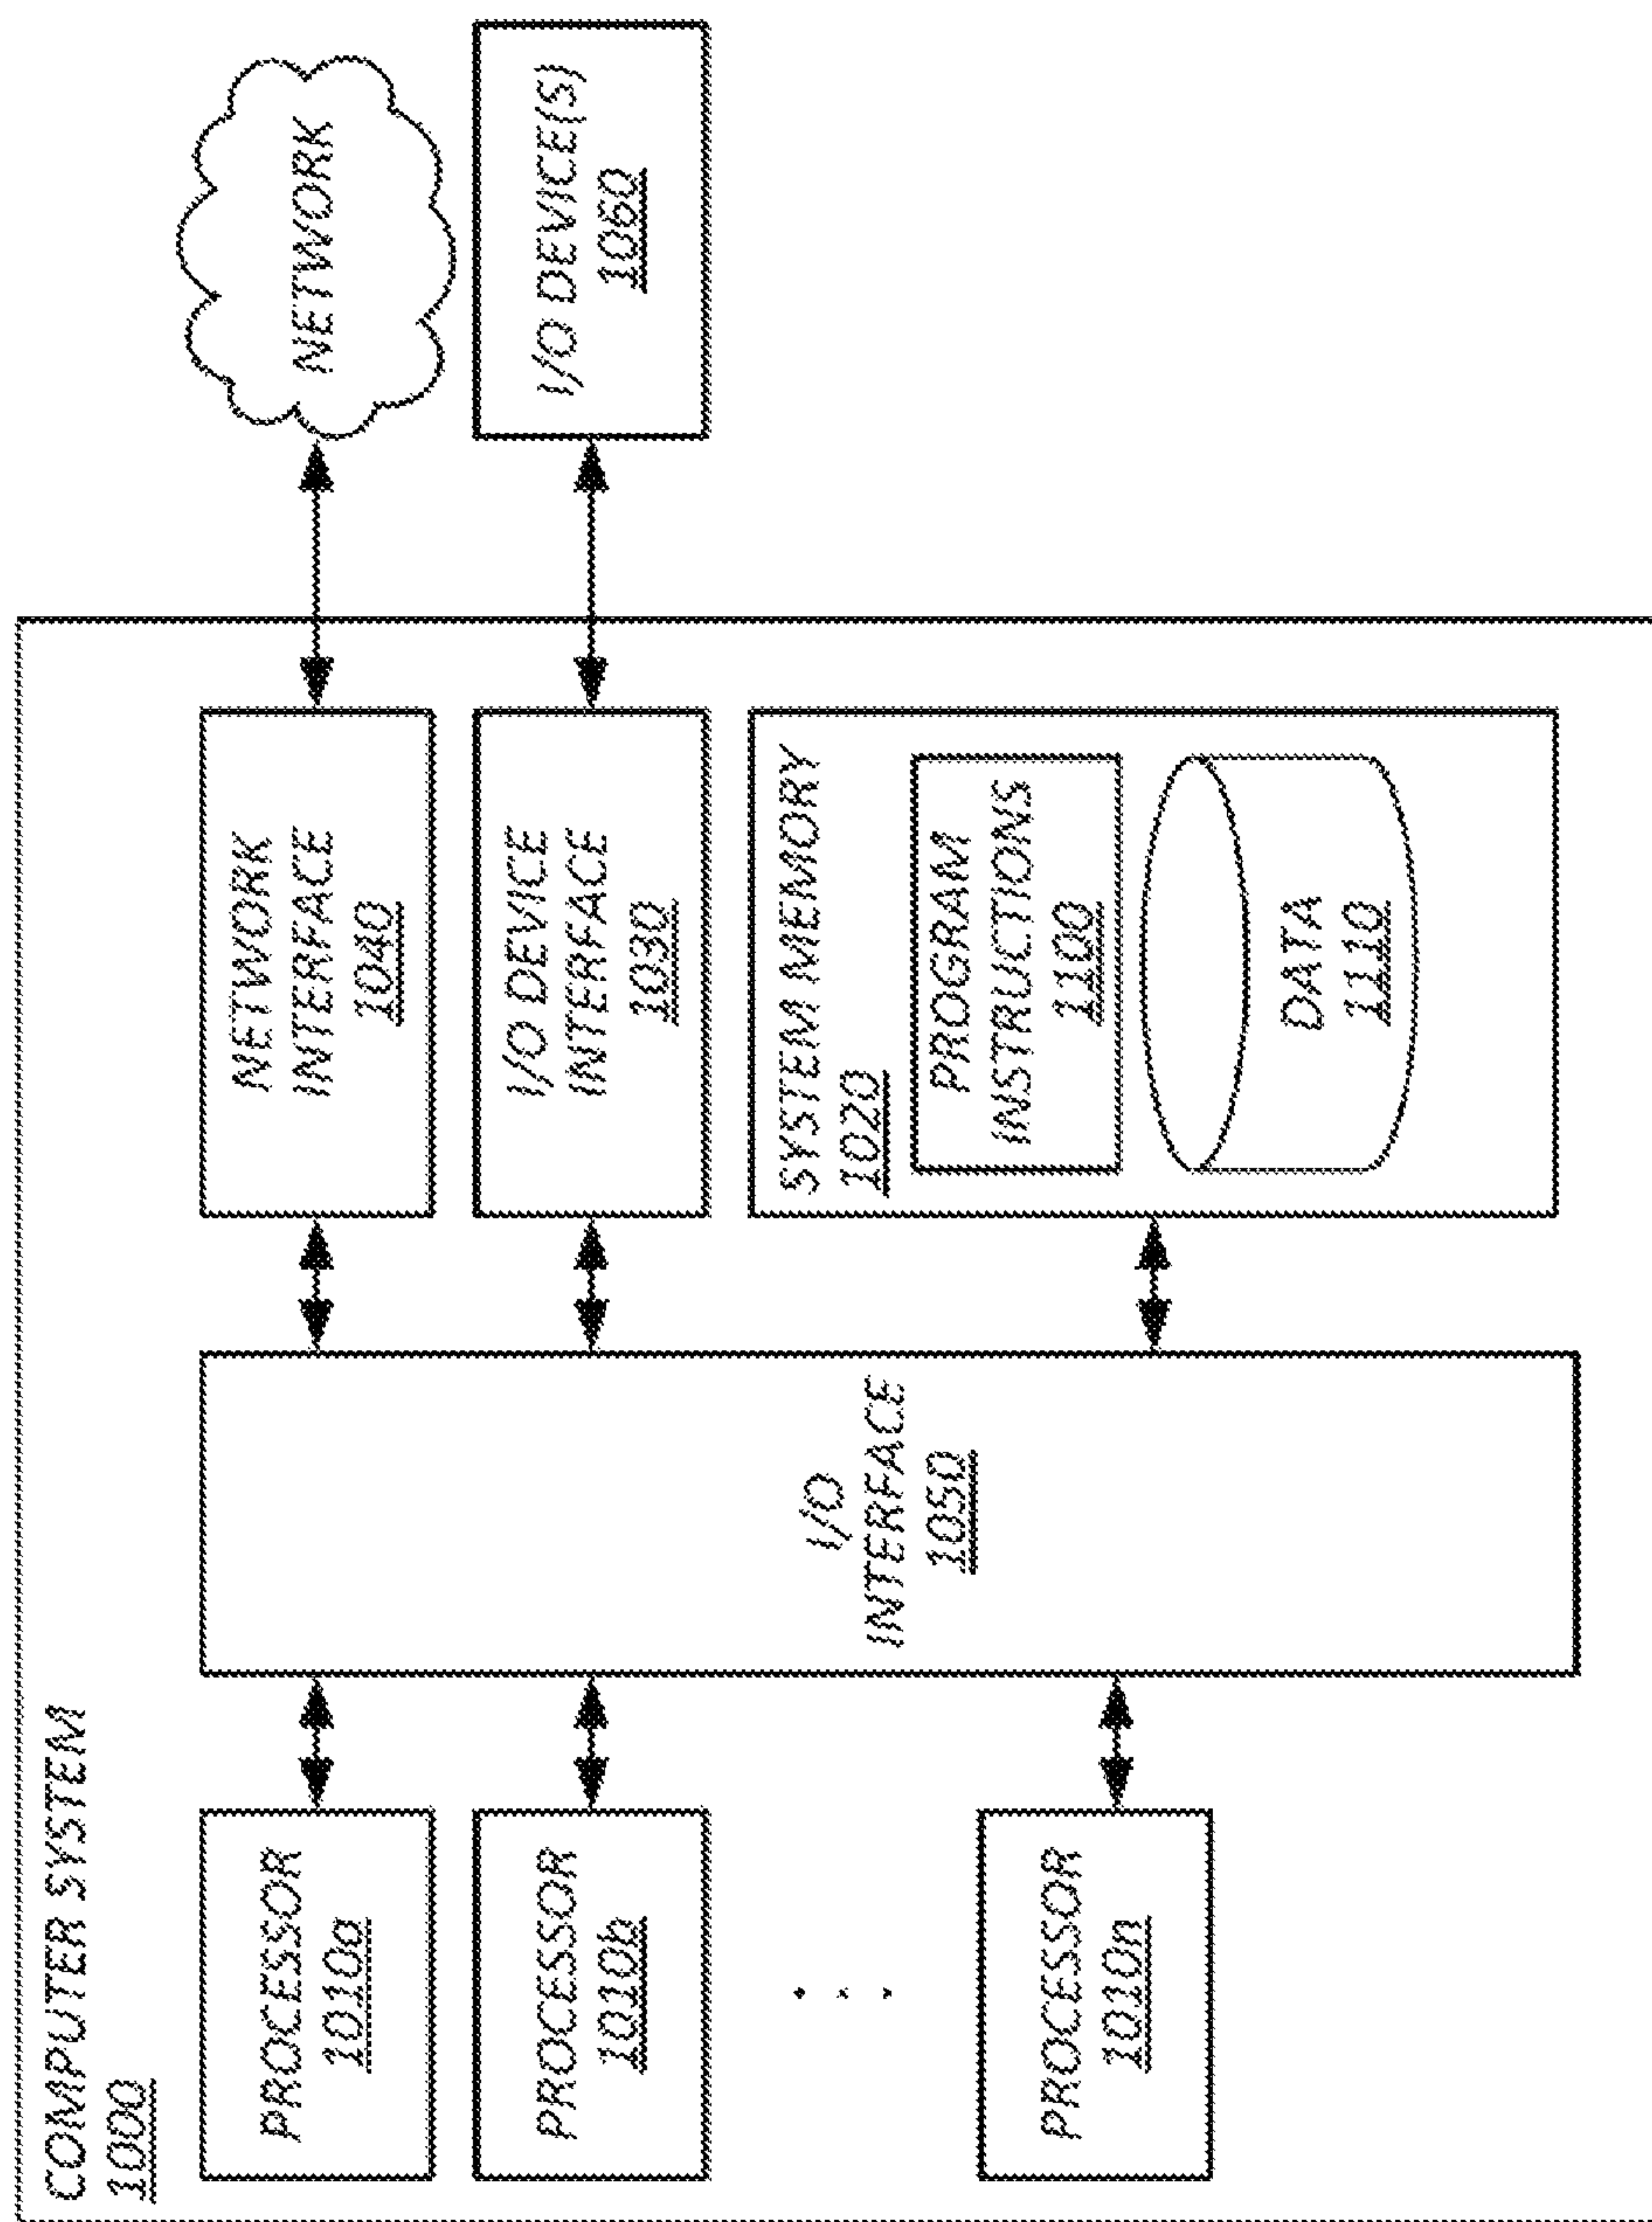 COMPUTER SYSTEM
1000
PROCESSOR
1010a
PROCESSOR
1010b
PROCESSOR
1010n
I/O
INTERFACE
1050
NETWORK
INTERFACE
1040
I/O DEVICE
INTERFACE
1030
SYSTEM MEMORY
1020
PROGRAM
INSTRUCTIONS
1100
DATA
1110
NETWORK
I/O DEVICE(S)
1060